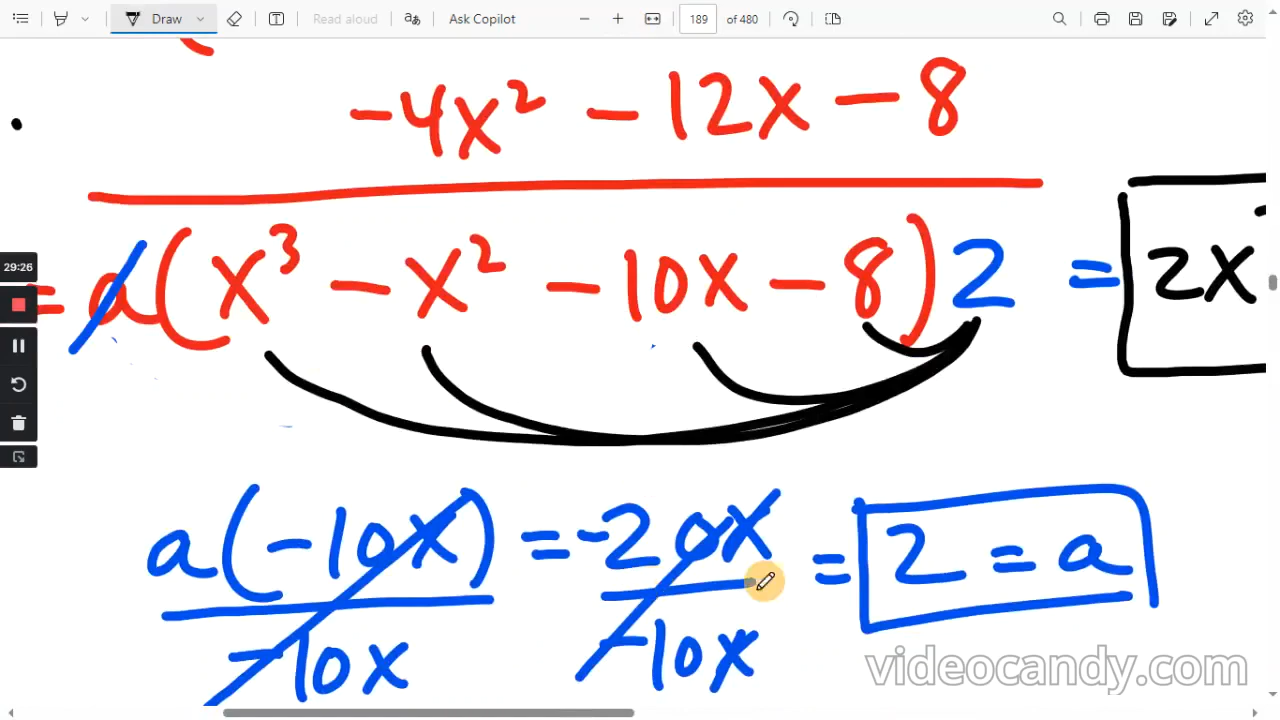 Draw
Read aloud
Ask Copilot
189 of 480
-4x² - 12x - 8
29:26
= a(x³ - x² - 10x - 8)2 = 2x
a(-10x) = -20x = 2 = a
-10x -10x
videocandy.com